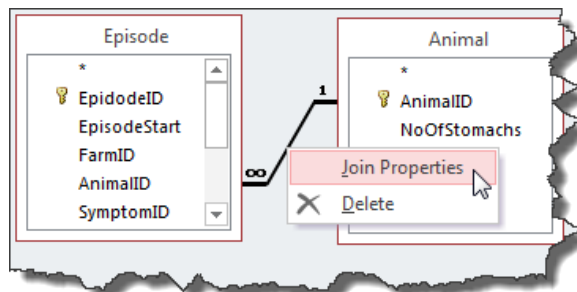 Episode
*
EpidodeID
EpisodeStart
FarmID
AnimalID
SymptomID
∞
1
Animal
*
AnimalID
NoOfStomachs
Join Properties
Delete